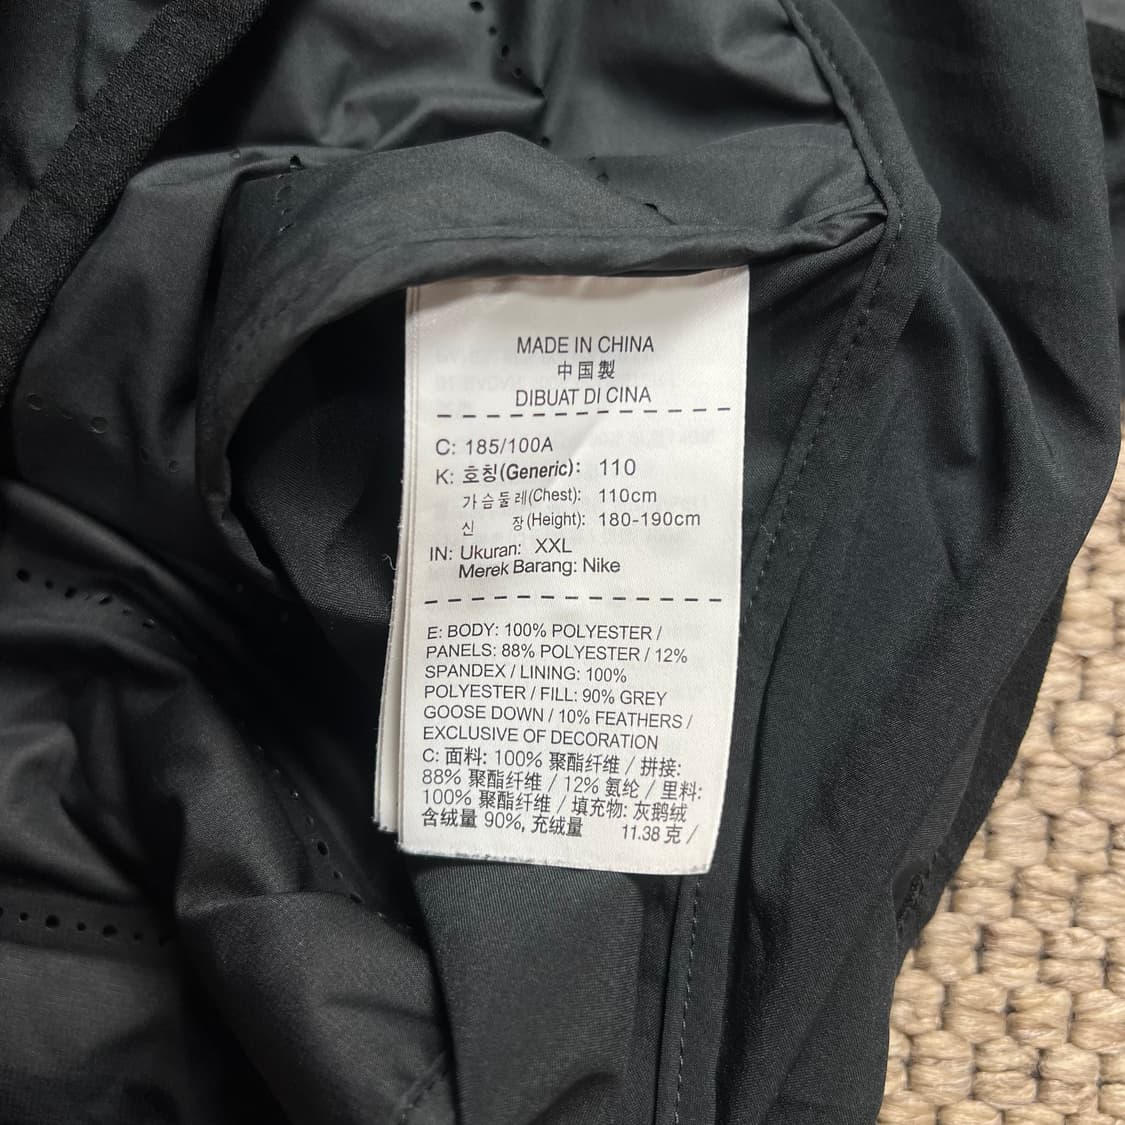 MADE IN CHINA
中国製
DIBUAT DI CINA
C: 185/100A
K: 호칭(Generic): 110
가슴둘레(Chest): 110cm
신 장(Height): 180-190cm
IN: Ukuran: XXL
Merek Barang: Nike
E: BODY: 100% POLYESTER /
PANELS: 88% POLYESTER / 12%
SPANDEX / LINING: 100%
POLYESTER / FILL: 90% GREY
GOOSE DOWN / 10% FEATHERS /
EXCLUSIVE OF DECORATION
C: 面料: 100% 聚酯纤维 / 拼接:
88% 聚酯纤维 / 12% 氨纶 / 里料:
100% 聚酯纤维 / 填充物: 灰鹅绒
含绒量 90%, 充绒量 11.38 克 /